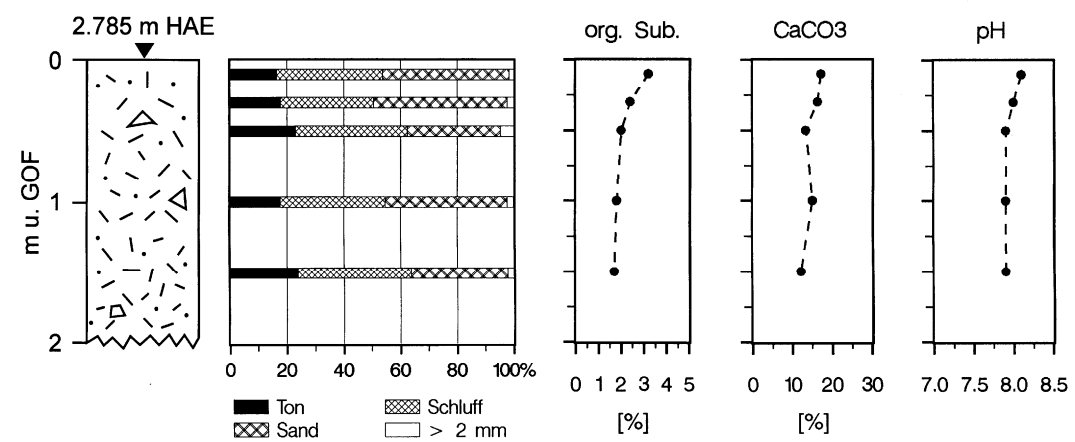 2.785 m HAE
org. Sub.
CaCO3
pH
0
1
2
m u. GOF
0 20 40 60 80 100%
0 1 2 3 4 5
0 10 20 30
7.0 7.5 8.0 8.5
[%]
[%]
Ton
Schluff
Sand
> 2 mm